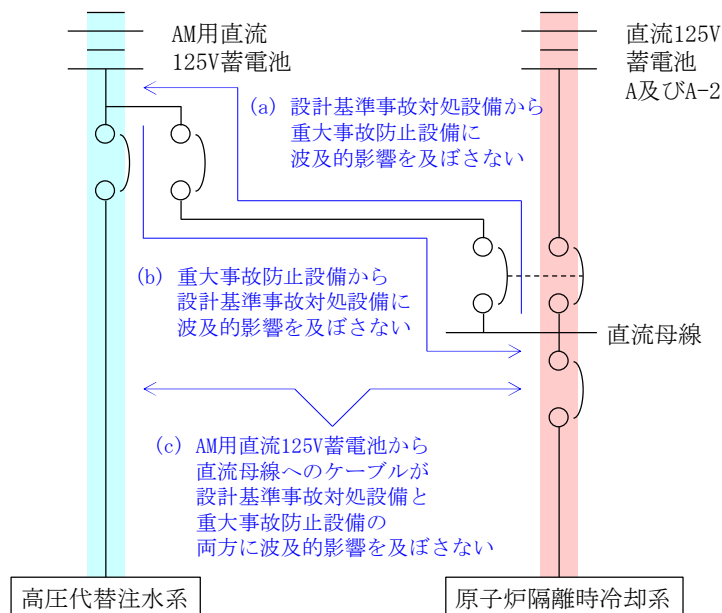 AM用直流
125V蓄電池
直流125V
蓄電池
A及びA-2
(a) 設計基準事故対処設備から
重大事故防止設備に
波及的影響を及ぼさない
(b) 重大事故防止設備から
設計基準事故対処設備に
波及的影響を及ぼさない
直流母線
(c) AM用直流125V蓄電池から
直流母線へのケーブルが
設計基準事故対処設備と
重大事故防止設備の
両方に波及的影響を及ぼさない
高圧代替注水系
原子炉隔離時冷却系